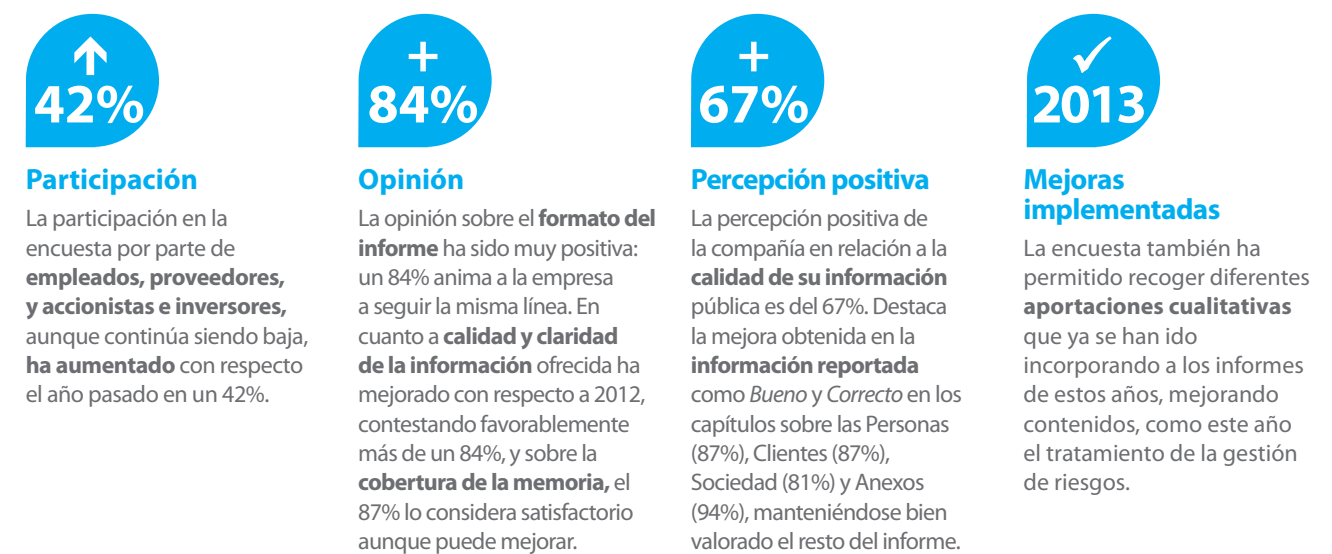 42%
Participación
La participación en la
encuesta por parte de
empleados, proveedores,
y accionistas e inversores,
aunque continúa siendo baja,
ha aumentado con respecto
el año pasado en un 42%.
+
84%
Opinión
La opinión sobre el formato del
informe ha sido muy positiva:
un 84% anima a la empresa
a seguir la misma línea. En
cuanto a calidad y claridad
de la información ofrecida ha
mejorado con respecto a 2012,
contestando favorablemente
más de un 84%, y sobre la
cobertura de la memoria, el
87% lo considera satisfactorio
aunque puede mejorar.
+
67%
Percepción positiva
La percepción positiva de
la compañía en relación a la
calidad de su información
pública es del 67%. Destaca
la mejora obtenida en la
información reportada
como Bueno y Correcto en los
capítulos sobre las Personas
(87%), Clientes (87%),
Sociedad (81%) y Anexos
(94%), manteniéndose bien
valorado el resto del informe.
2013
Mejoras
implementadas
La encuesta también ha
permitido recoger diferentes
aportaciones cualitativas
que ya se han ido
incorporando a los informes
de estos años, mejorando
contenidos, como este año
el tratamiento de la gestión
de riesgos.